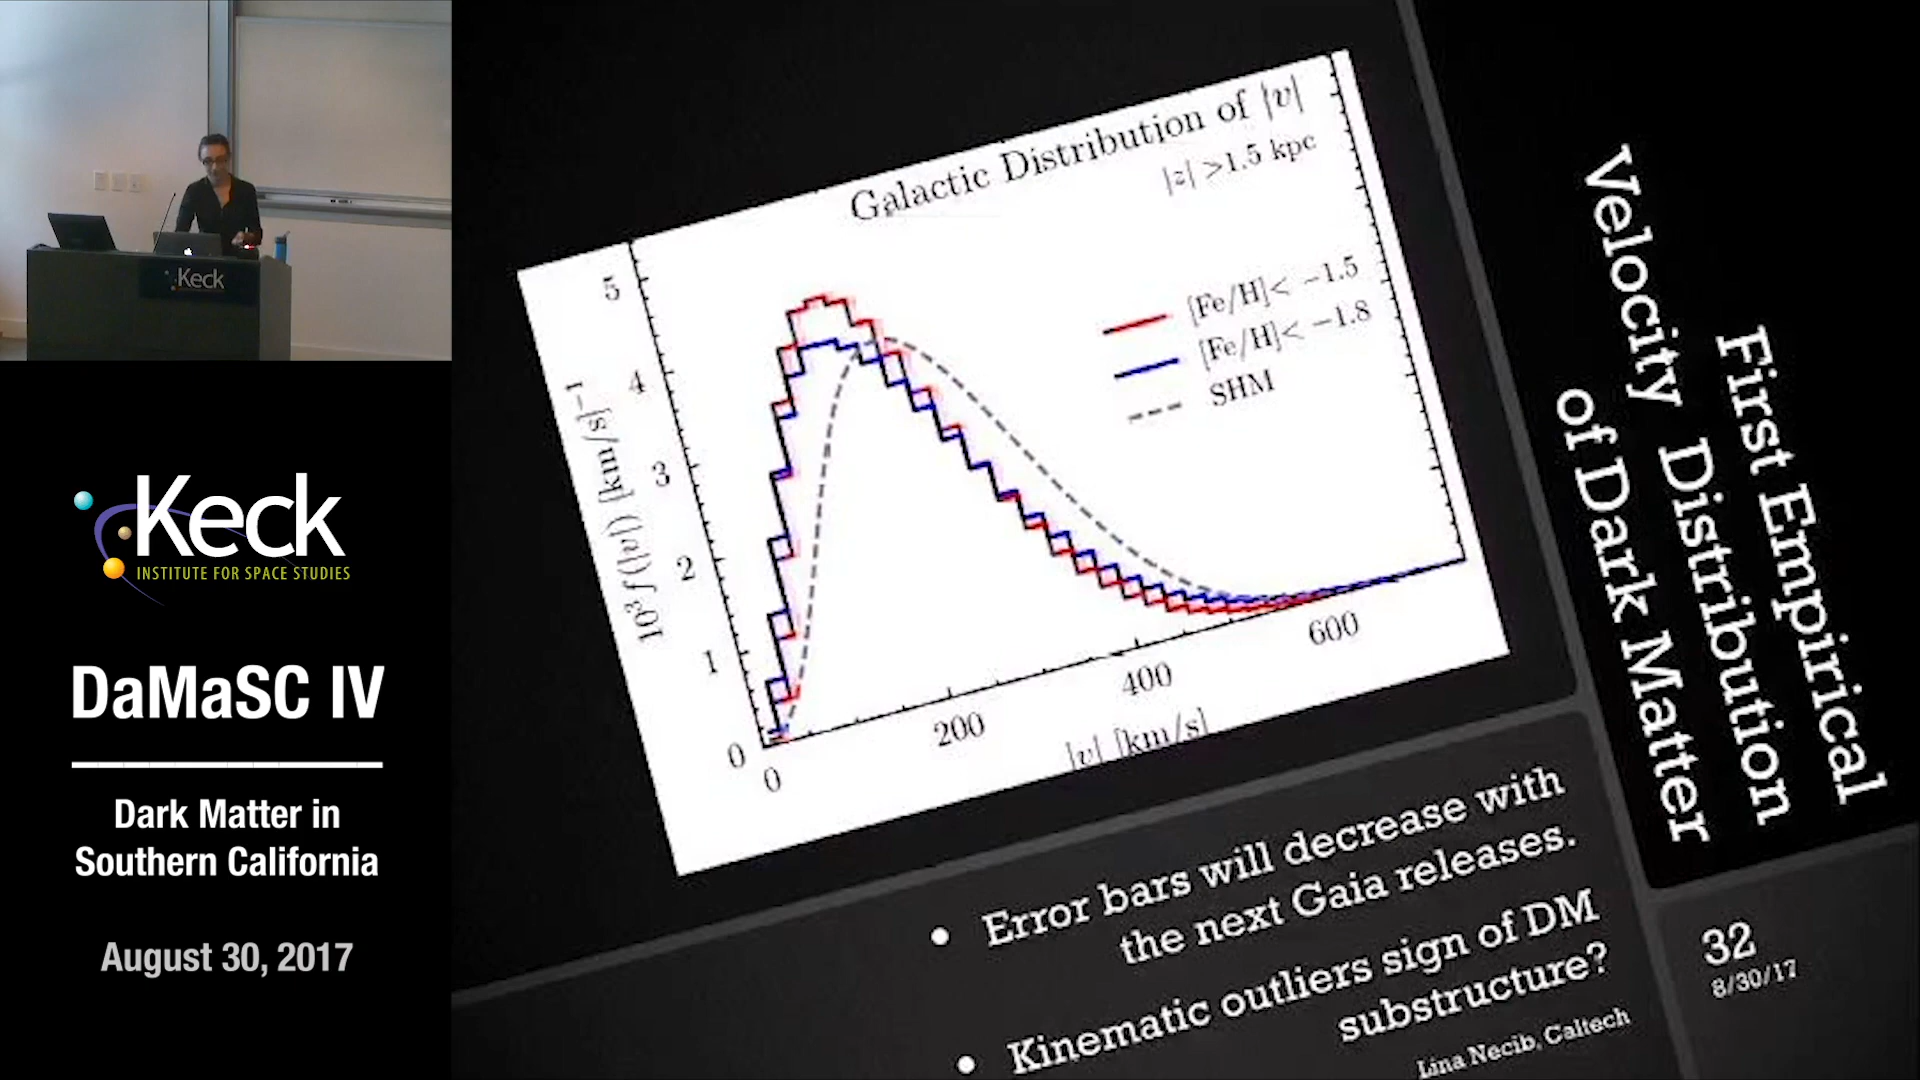 Keck
Keck
INSTITUTE FOR SPACE STUDIES
DaMaSC IV
Dark Matter in
Southern California
August 30, 2017
Galactic Distribution of |v|
|z| >1.5 kpc
[Fe/H]< −1.5
[Fe/H]< −1.8
SHM
10³ f(|v|) [km/s]⁻¹
5
4
3
2
1
0
0
200
400
600
|v| [km/s]
First Empirical
Velocity Distribution
of Dark Matter
• Error bars will decrease with
the next Gaia releases.
• Kinematic outliers sign of DM
substructure?
Lina Necib, Caltech
32
8/30/17